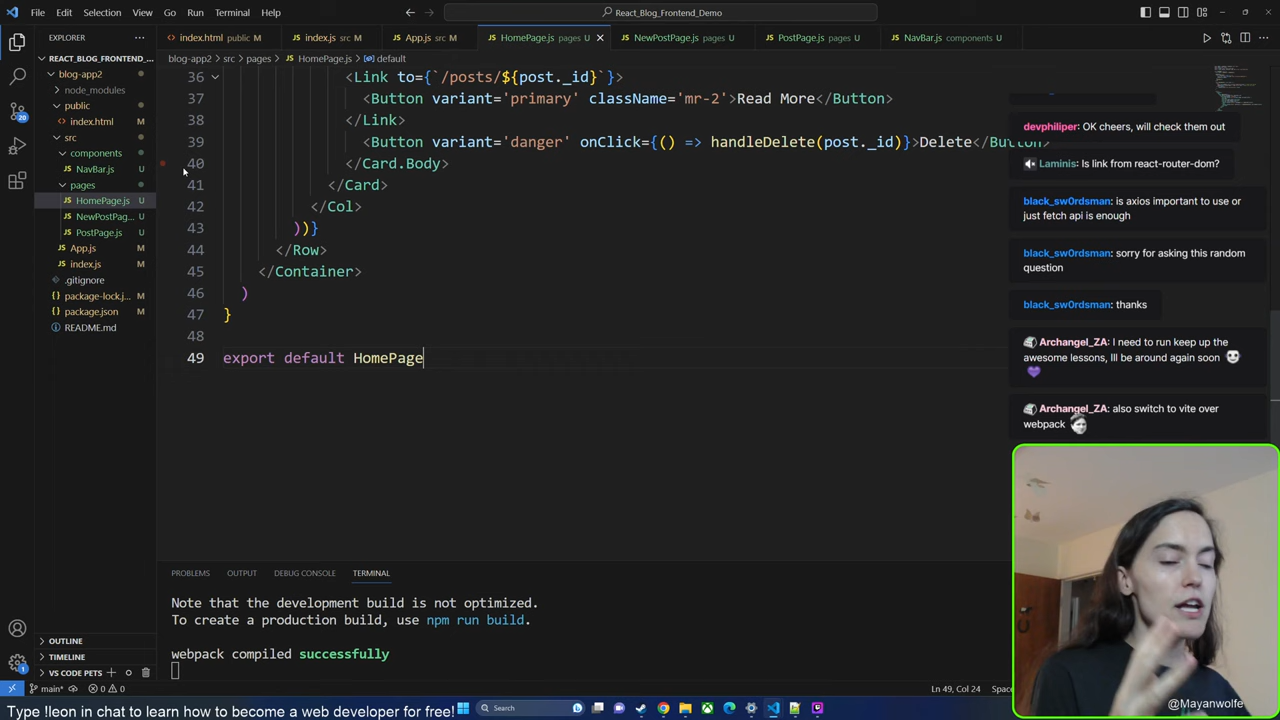 File Edit Selection View Go Run Terminal Help
React_Blog_Frontend_Demo
EXPLORER
index.html public M
index.js src M
App.js src M
HomePage.js pages U
NewPostPage.js pages U
PostPage.js pages U
NavBar.js components U
REACT_BLOG_FRONTEND_...
blog-app2 > src > pages > HomePage.js > default
blog-app2
node_modules
public
index.html M
src
components
NavBar.js U
pages
HomePage.js U
NewPostPag... U
PostPage.js U
App.js M
index.js M
.gitignore
package-lock.j... M
package.json M
README.md
20
36 <Link to={`/posts/${post._id}`}>
37 <Button variant='primary' className='mr-2'>Read More</Button>
38 </Link>
39 <Button variant='danger' onClick={() => handleDelete(post._id)}>Delete</Button>
40 </Card.Body>
41 </Card>
42 </Col>
43 ))}
44 </Row>
45 </Container>
46 )
47 }
48
49 export default HomePage
devphiliper: OK cheers, will check them out
Laminis: Is link from react-router-dom?
black_sw0rdsman: is axios important to use or
just fetch api is enough
black_sw0rdsman: sorry for asking this random
question
black_sw0rdsman: thanks
Archangel_ZA: I need to run keep up the
awesome lessons, Ill be around again soon
Archangel_ZA: also switch to vite over
webpack
PROBLEMS OUTPUT DEBUG CONSOLE TERMINAL
Note that the development build is not optimized.
To create a production build, use npm run build.
webpack compiled successfully
OUTLINE
TIMELINE
VS CODE PETS
1
main* 0 0
Ln 49, Col 24
Type !leon in chat to learn how to become a web developer for free!
Search
@Mayanwolfe